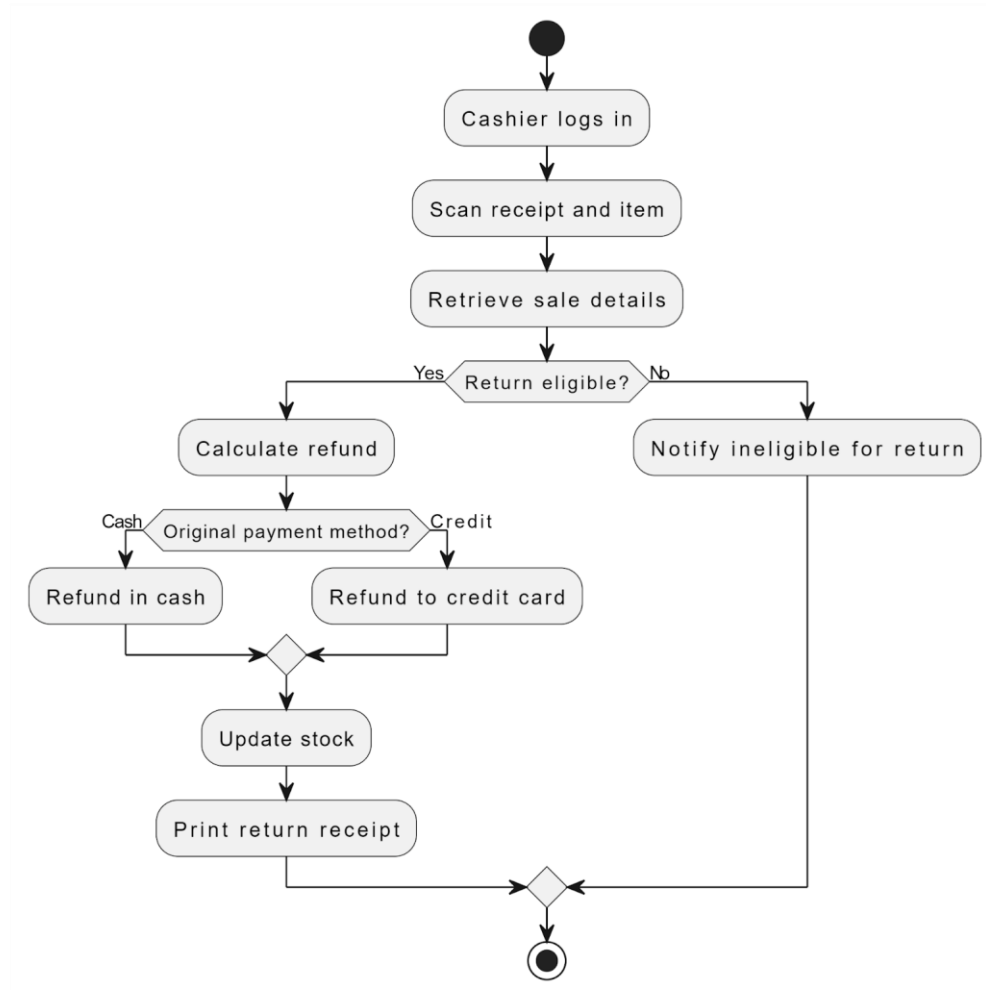 Cashier logs in
Scan receipt and item
Retrieve sale details
Yes
Return eligible?
No
Calculate refund
Notify ineligible for return
Cash
Original payment method?
Credit
Refund in cash
Refund to credit card
Update stock
Print return receipt